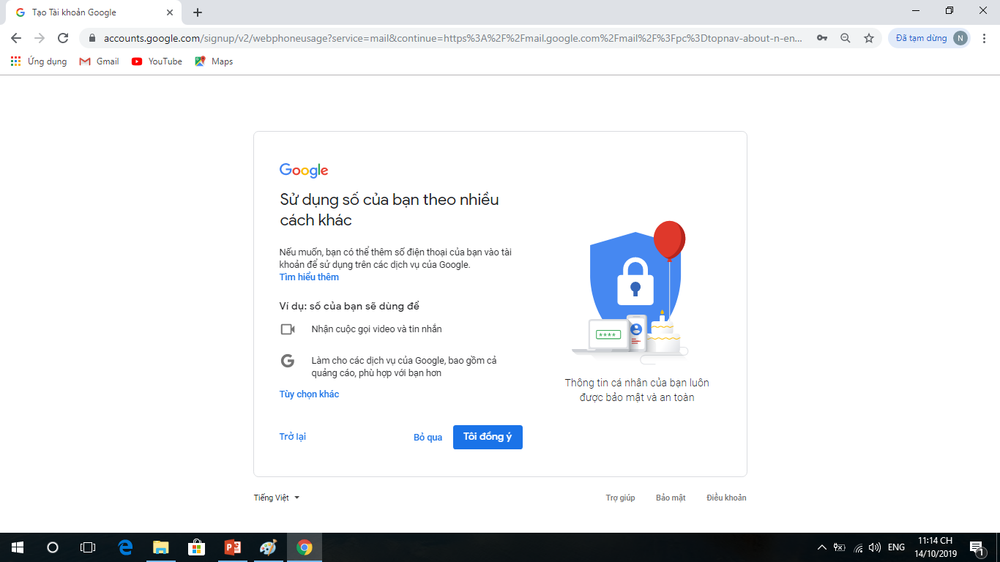 Tạo Tài khoản Google
accounts.google.com/signup/v2/webphoneusage?service=mail&continue=https%3A%2F%2Fmail.google.com%2Fmail%2F%3Fpc%3Dtopnav-about-n-en...
Đã tạm dừng N
Ứng dụng Gmail YouTube Maps
Google
Sử dụng số của bạn theo nhiều
cách khác
Nếu muốn, bạn có thể thêm số điện thoại của bạn vào tài
khoản để sử dụng trên các dịch vụ của Google.
Tìm hiểu thêm
Ví dụ: số của bạn sẽ dùng để
Nhận cuộc gọi video và tin nhắn
Làm cho các dịch vụ của Google, bao gồm cả
quảng cáo, phù hợp với bạn hơn
Tùy chọn khác
Trở lại Bỏ qua Tôi đồng ý
****
Thông tin cá nhân của bạn luôn
được bảo mật và an toàn
Tiếng Việt Trợ giúp Bảo mật Điều khoản
ENG
11:14 CH
14/10/2019
1